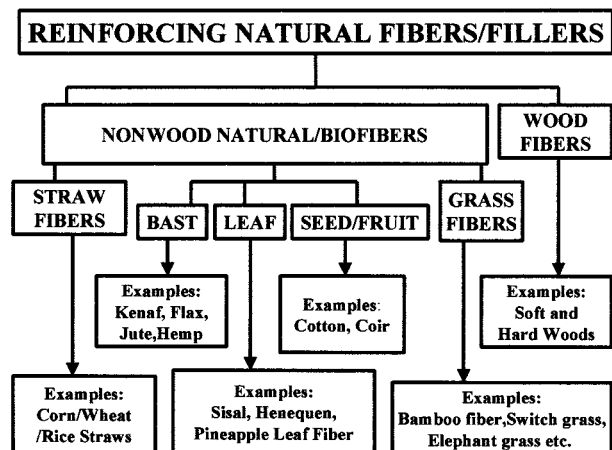 REINFORCING NATURAL FIBERS/FILLERS
NONWOOD NATURAL/BIOFIBERS
WOOD
FIBERS
STRAW
FIBERS
BAST
LEAF
SEED/FRUIT
GRASS
FIBERS
Examples:
Kenaf, Flax,
Jute,Hemp
Examples:
Cotton, Coir
Examples:
Soft and
Hard Woods
Examples:
Corn/Wheat
/Rice Straws
Examples:
Sisal, Henequen,
Pineapple Leaf Fiber
Examples:
Bamboo fiber,Switch grass,
Elephant grass etc.